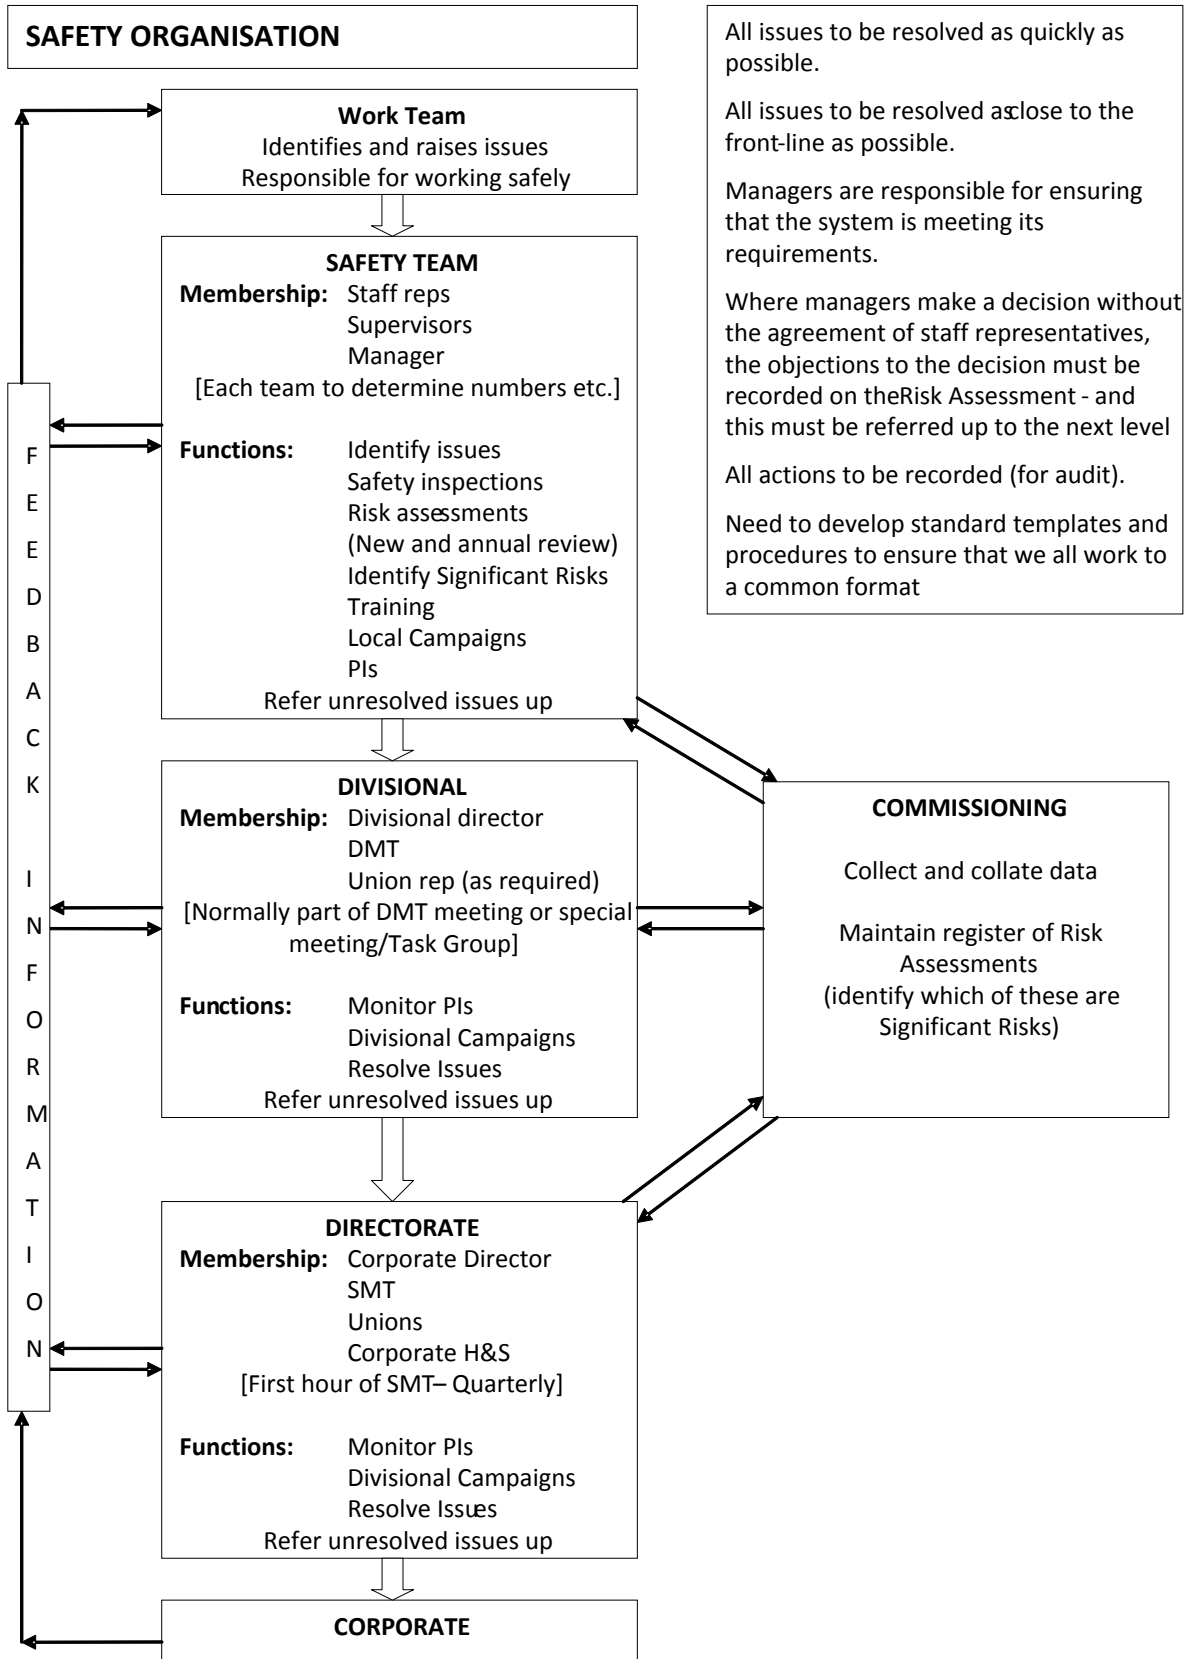 SAFETY ORGANISATION
Work Team
Identifies and raises issues
Responsible for working safely
SAFETY TEAM
Membership: Staff reps
Supervisors
Manager
[Each team to determine numbers etc.]
Functions: Identify issues
Safety inspections
Risk assessments
(New and annual review)
Identify Significant Risks
Training
Local Campaigns
PIs
Refer unresolved issues up
DIVISIONAL
Membership: Divisional director
DMT
Union rep (as required)
[Normally part of DMT meeting or special
meeting/Task Group]
Functions: Monitor PIs
Divisional Campaigns
Resolve Issues
Refer unresolved issues up
DIRECTORATE
Membership: Corporate Director
SMT
Unions
Corporate H&S
[First hour of SMT– Quarterly]
Functions: Monitor PIs
Divisional Campaigns
Resolve Issues
Refer unresolved issues up
CORPORATE
FEEDBACK INFORMATION
All issues to be resolved as quickly as
possible.
All issues to be resolved as close to the
front-line as possible.
Managers are responsible for ensuring
that the system is meeting its
requirements.
Where managers make a decision without
the agreement of staff representatives,
the objections to the decision must be
recorded on theRisk Assessment - and
this must be referred up to the next level
All actions to be recorded (for audit).
Need to develop standard templates and
procedures to ensure that we all work to
a common format
COMMISSIONING
Collect and collate data
Maintain register of Risk
Assessments
(identify which of these are
Significant Risks)